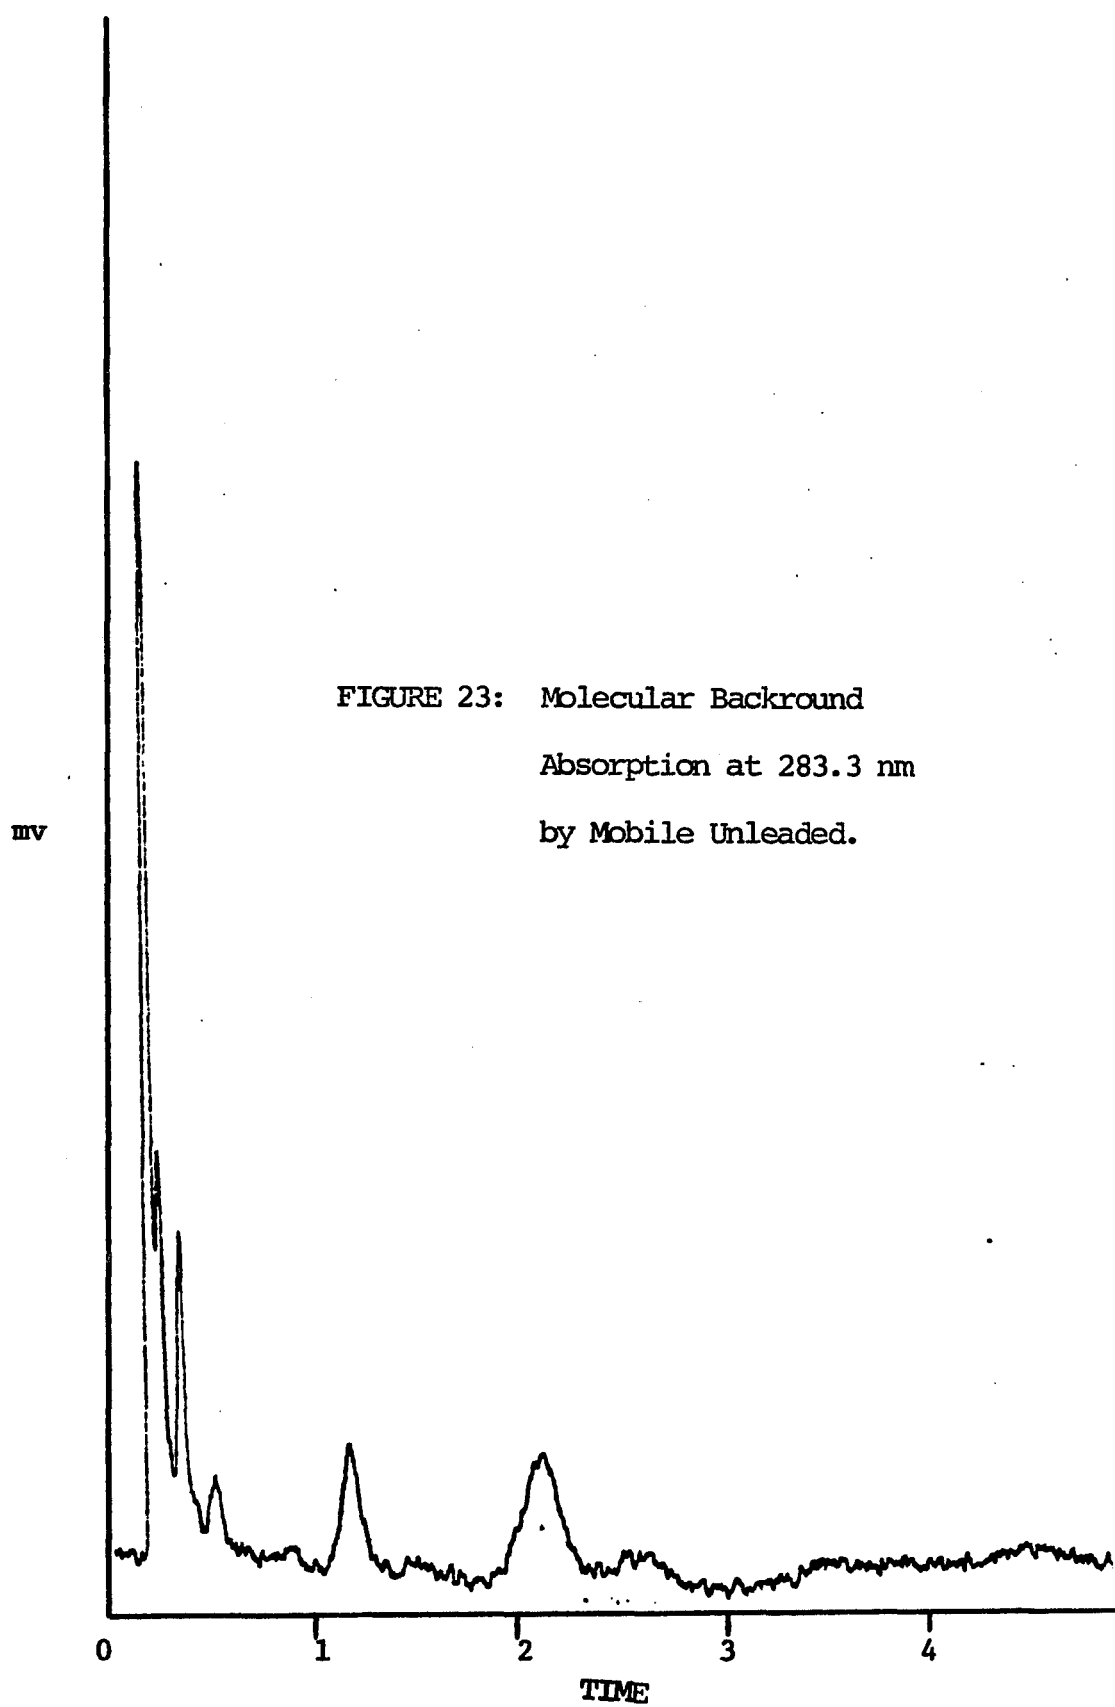 FIGURE 23: Molecular Backround
Absorption at 283.3 nm
by Mobile Unleaded.
mv
0 1 2 3 4
TIME